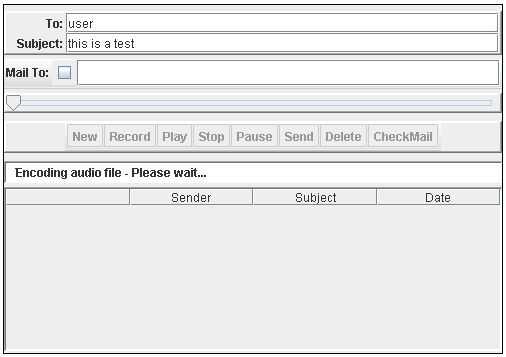 To: user
Subject: this is a test
Mail To:
New Record Play Stop Pause Send Delete CheckMail
Encoding audio file - Please wait...
Sender Subject Date